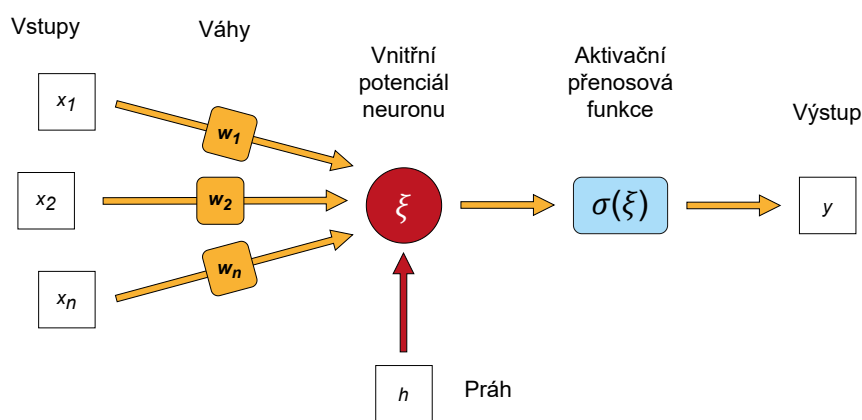 Vstupy
Váhy
Vnitřní
potenciál
neuronu
Aktivační
přenosová
funkce
Výstup
x1
x2
xn
w1
w2
wn
ξ
σ(ξ)
y
h
Práh